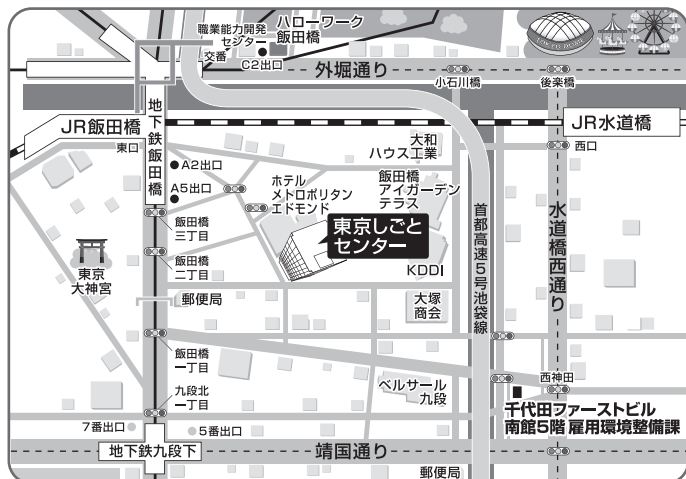 職業能力開発
センター
ハローワーク
飯田橋
交番
C2出口
TOKYO DOME
外堀通り
小石川橋
後楽橋
JR飯田橋
地下鉄飯田橋
JR水道橋
東口
西口
A2出口
大和
ハウス工業
A5出口
ホテル
メトロポリタン
エドモンド
飯田橋
アイガーデン
テラス
飯田橋
三丁目
東京しごと
センター
首都高速5号池袋線
水道橋西通り
東京
大神宮
飯田橋
二丁目
KDDI
郵便局
大塚
商会
飯田橋
一丁目
ベルサール
九段
西神田
九段北
一丁目
千代田ファーストビル
南館5階 雇用環境整備課
7番出口
5番出口
地下鉄九段下
靖国通り
郵便局